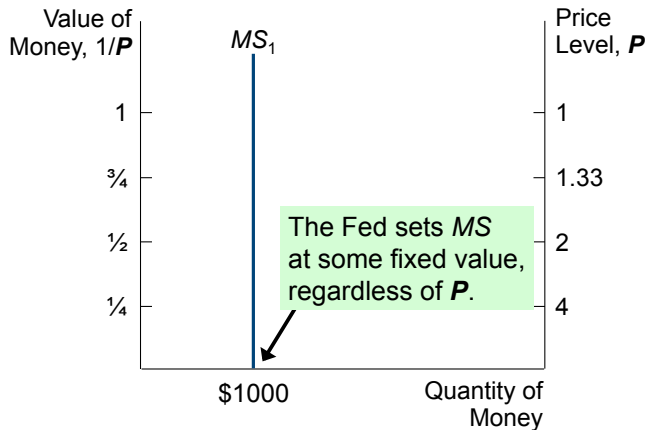 Value of
Money, 1/P
Price
Level, P
MS₁
1
1
¾
1.33
½
2
¼
4
The Fed sets MS
at some fixed value,
regardless of P.
$1000
Quantity of
Money